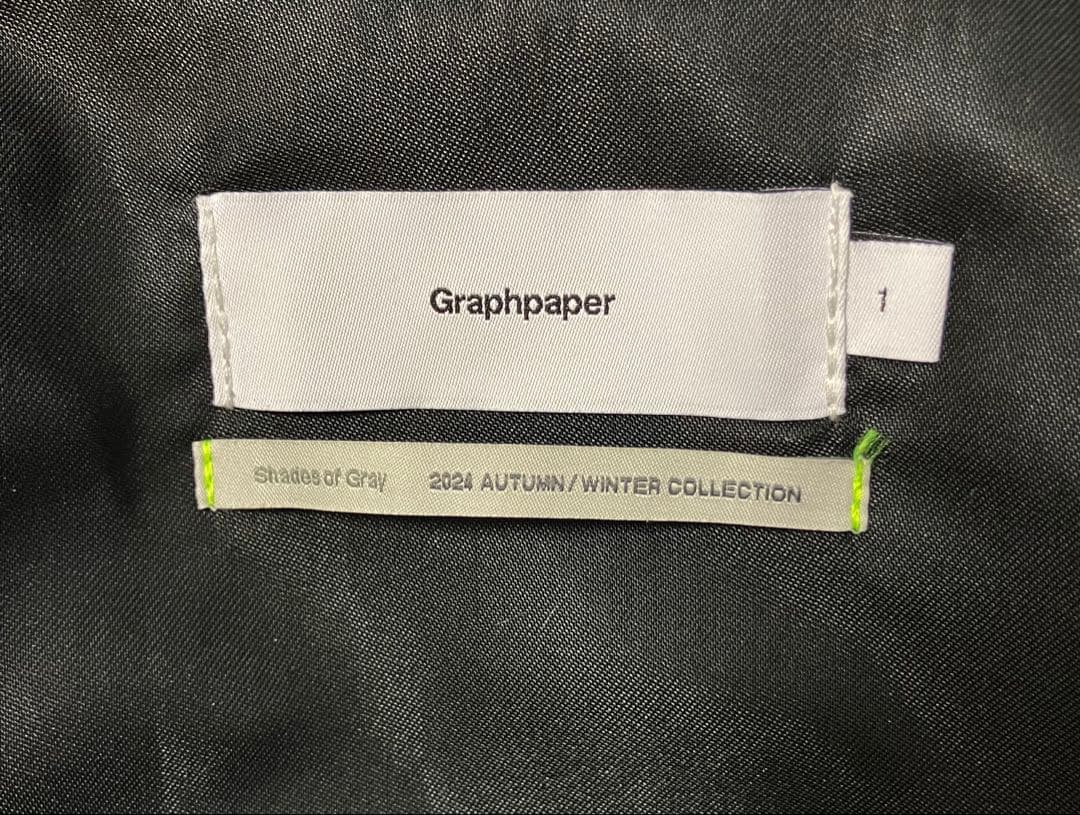 Graphpaper
1
Shades of Gray 2024 AUTUMN/WINTER COLLECTION